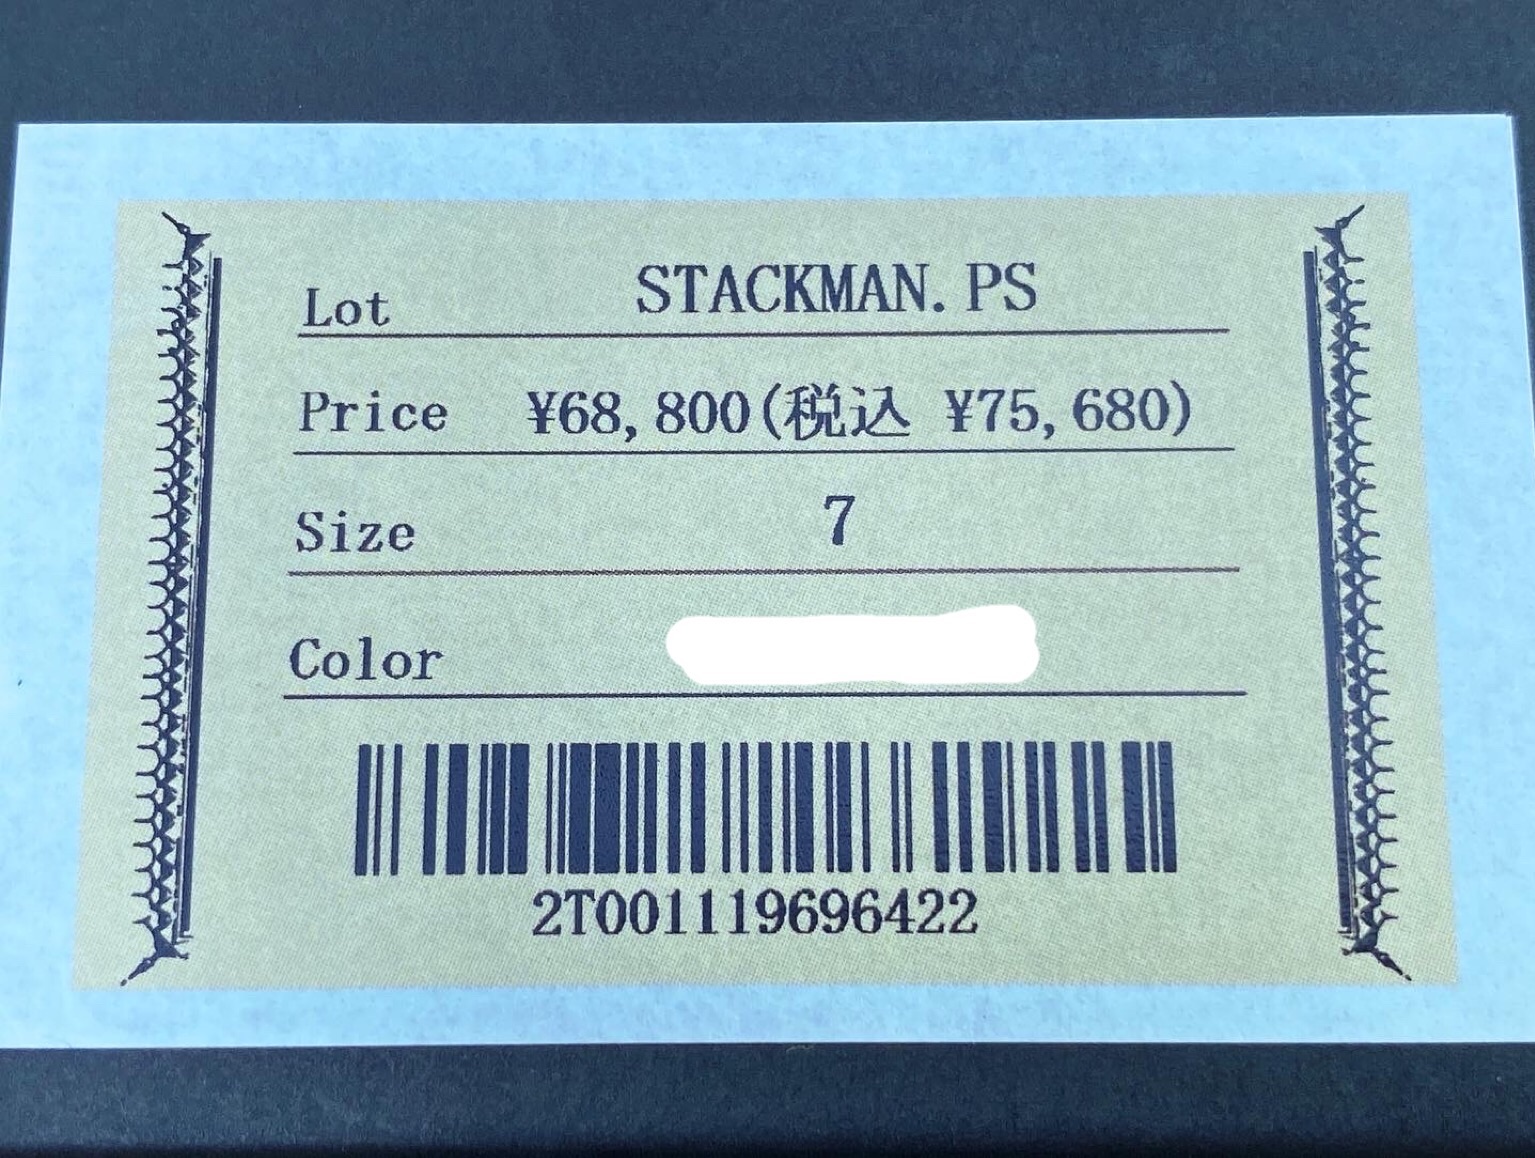 Lot STACKMAN. PS
Price ¥68, 800(税込 ¥75, 680)
Size 7
Color
2T001119696422